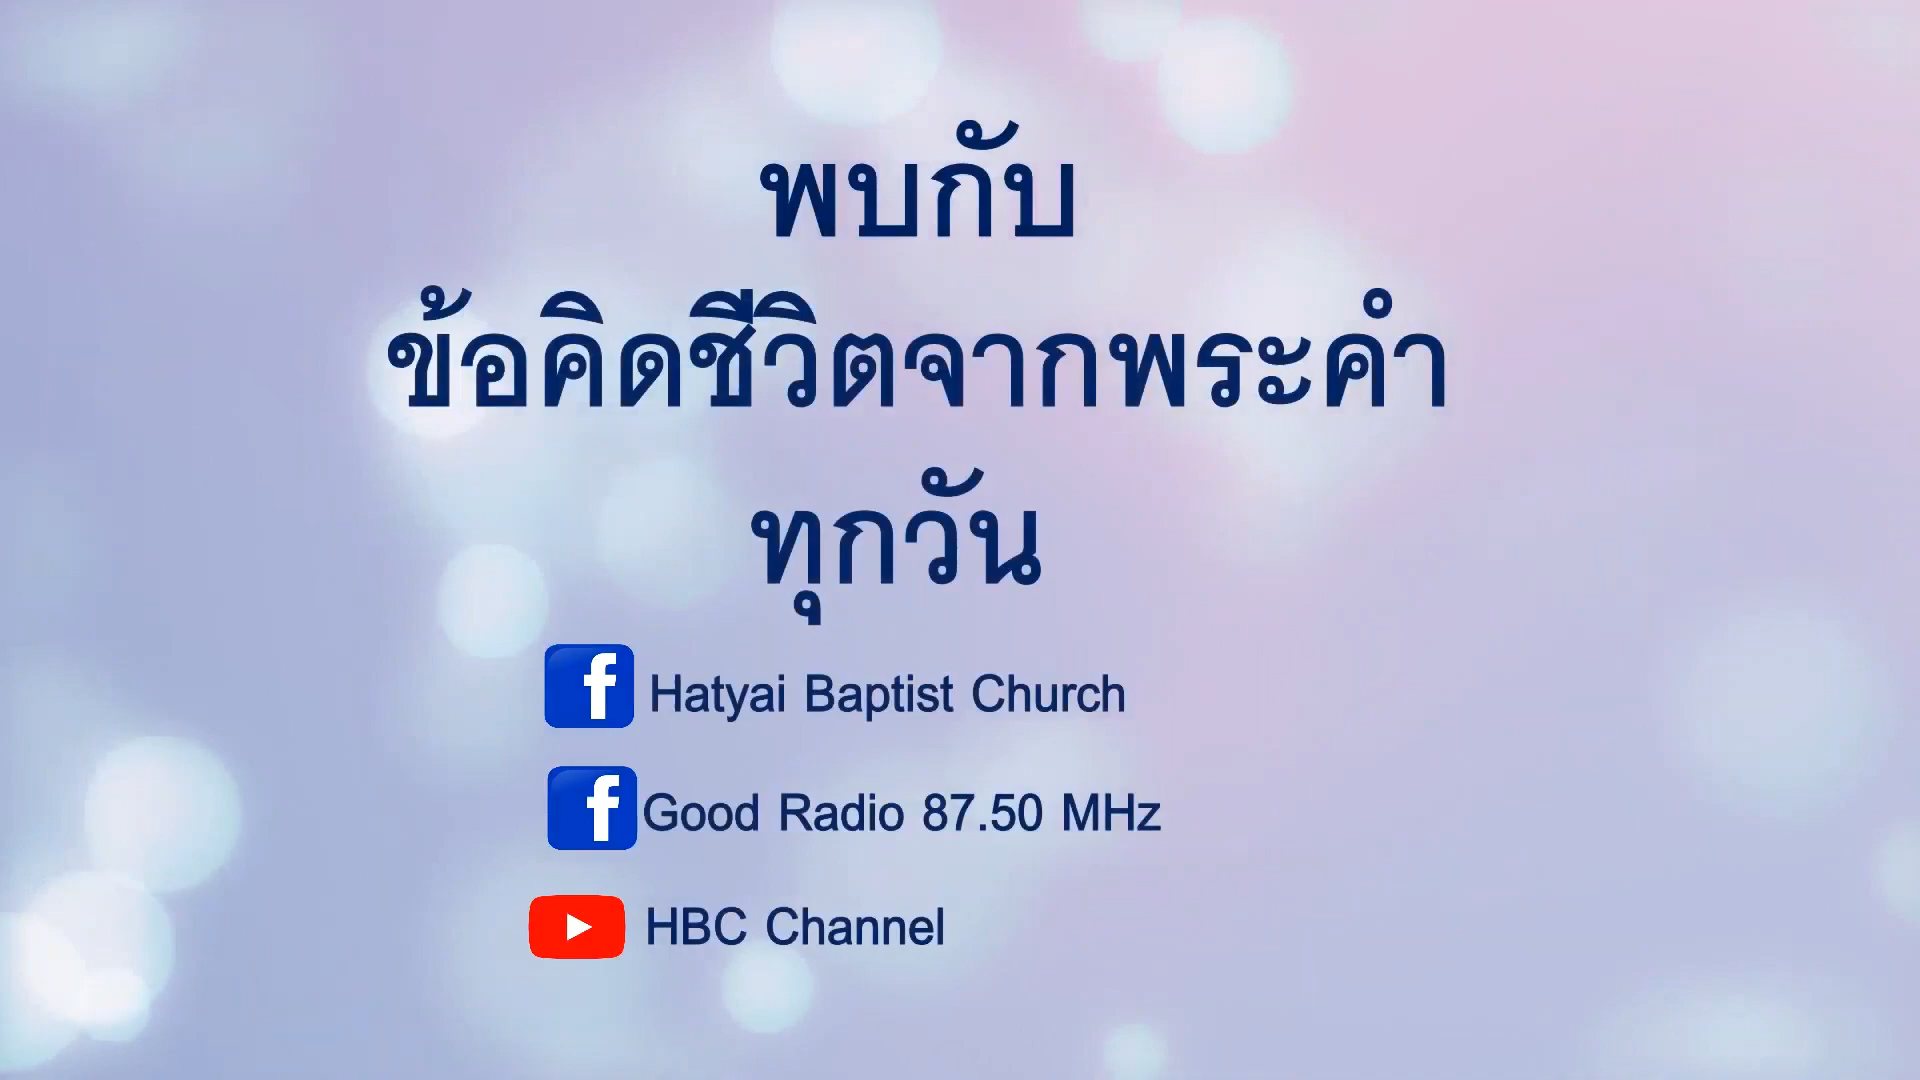 พบกับ
ข้อคิดชีวิตจากพระคำ
ทุกวัน
Hatyai Baptist Church
Good Radio 87.50 MHz
HBC Channel